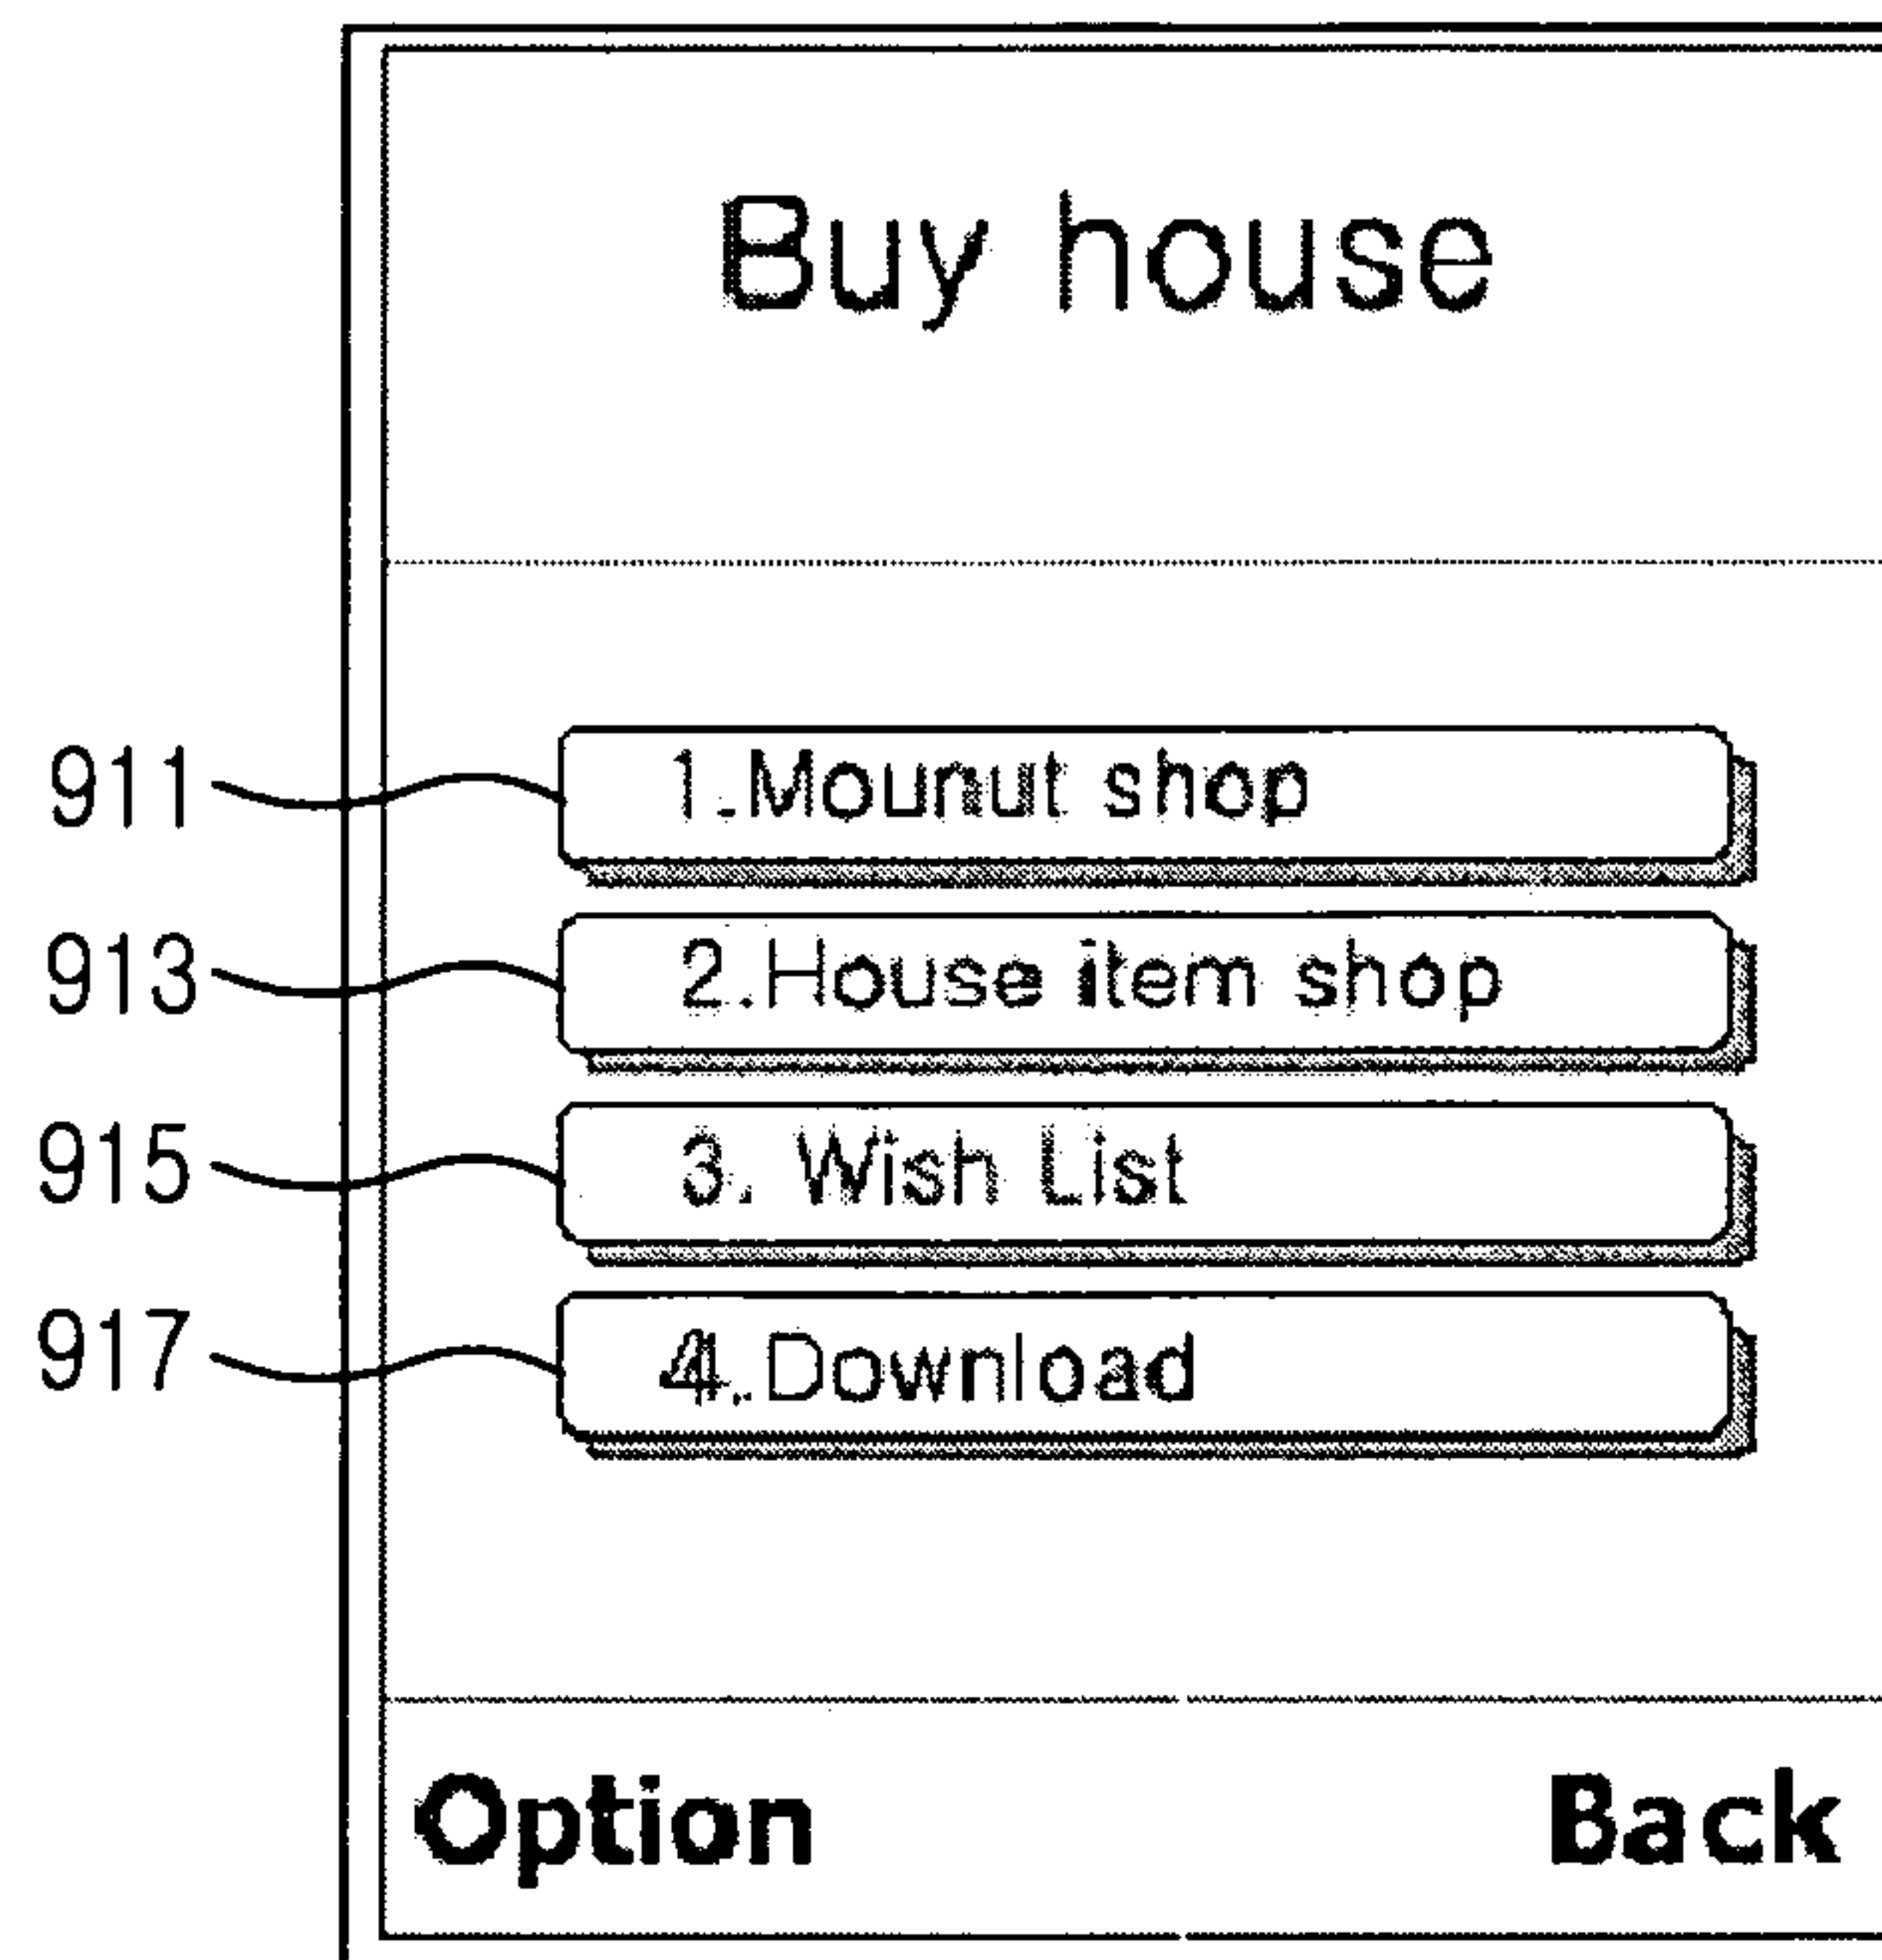 Buy house
911 1.Mounut shop
913 2.House item shop
915 3. Wish List
917 4.Download
Option Back